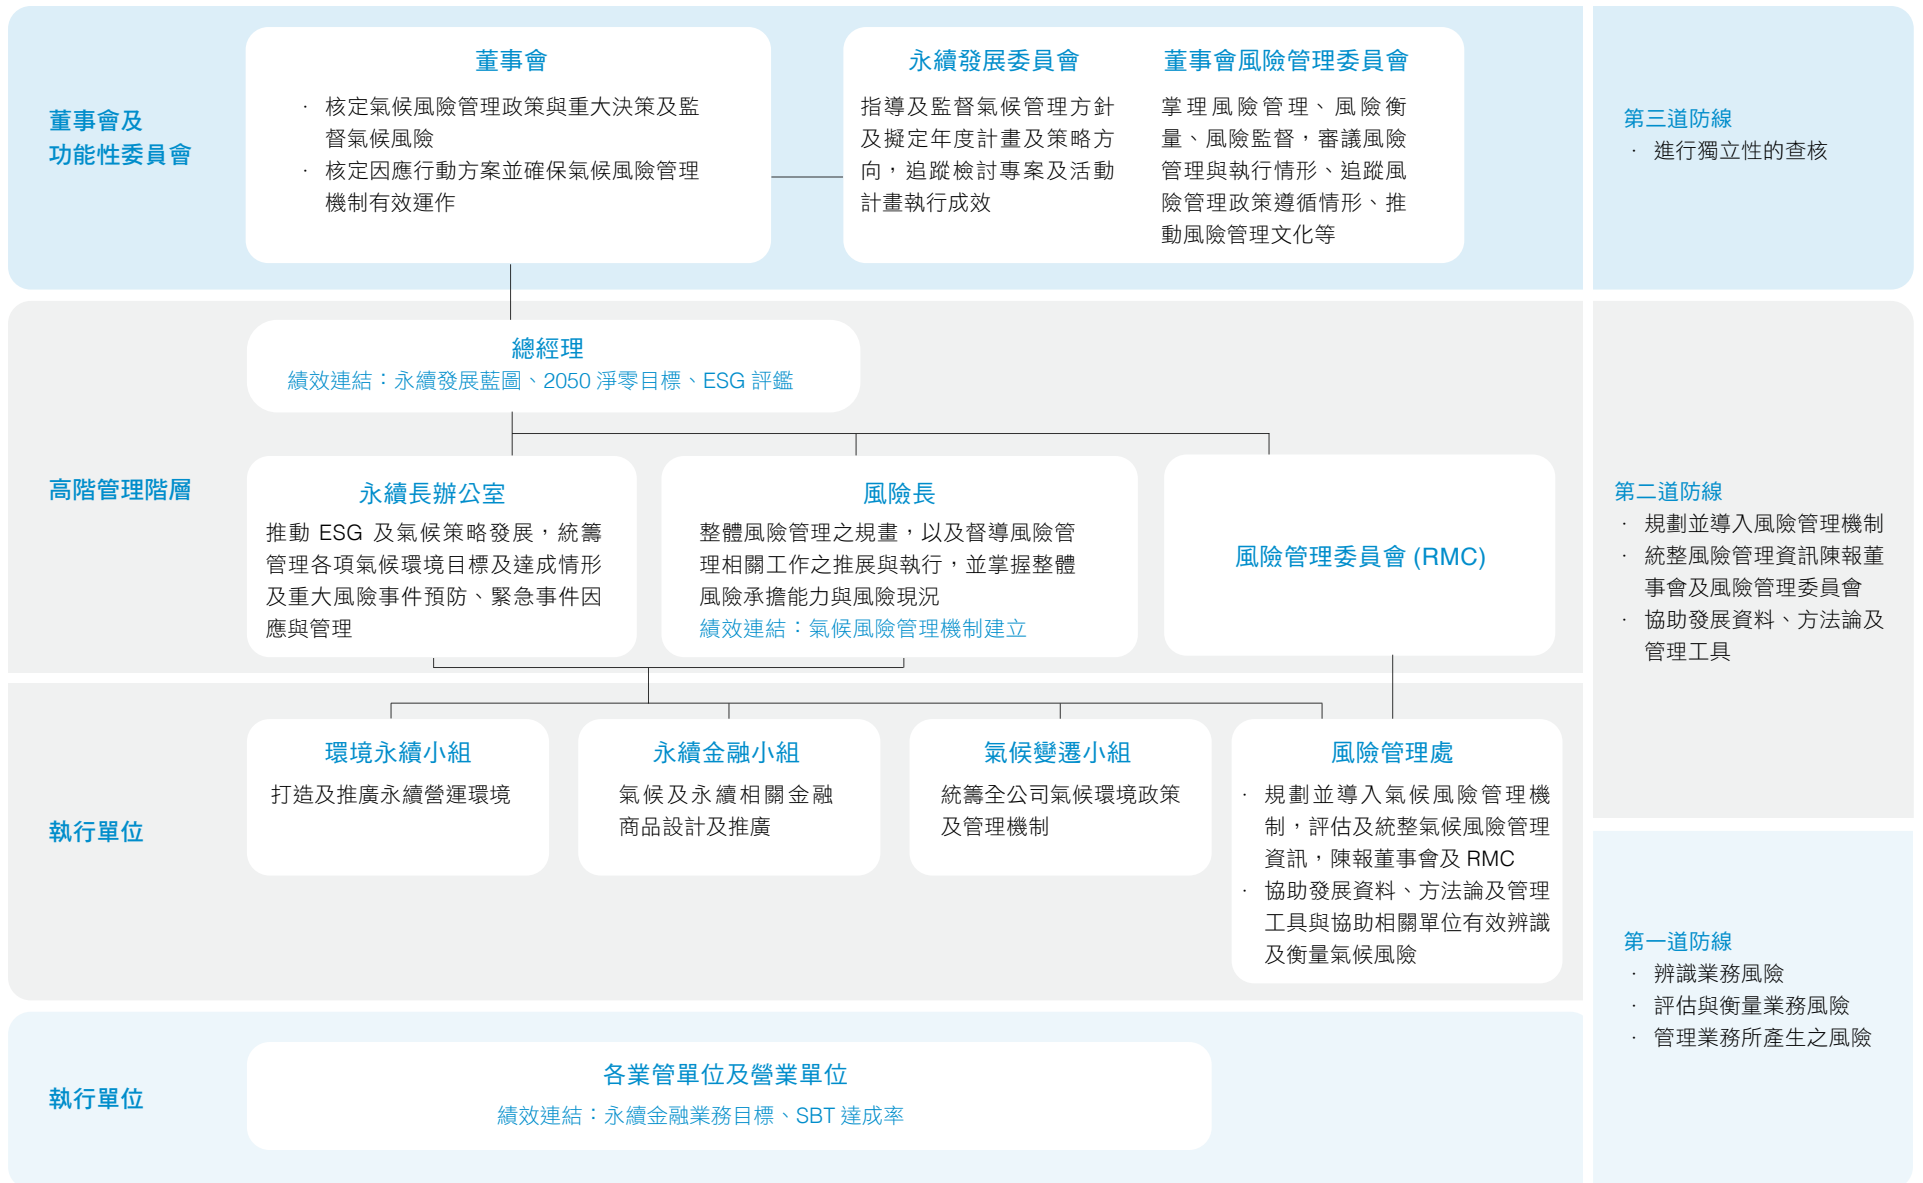 董事會及
功能性委員會
董事會
· 核定氣候風險管理政策與重大決策及監
督氣候風險
· 核定因應行動方案並確保氣候風險管理
機制有效運作
永續發展委員會
指導及監督氣候管理方針
及擬定年度計畫及策略方
向，追蹤檢討專案及活動
計畫執行成效
董事會風險管理委員會
掌理風險管理、風險衡
量、風險監督，審議風險
管理與執行情形、追蹤風
險管理政策遵循情形、推
動風險管理文化等
第三道防線
· 進行獨立性的查核
高階管理階層
總經理
績效連結：永續發展藍圖、2050 淨零目標、ESG 評鑑
永續長辦公室
推動 ESG 及氣候策略發展，統籌
管理各項氣候環境目標及達成情形
及重大風險事件預防、緊急事件因
應與管理
風險長
整體風險管理之規畫，以及督導風險管
理相關工作之推展與執行，並掌握整體
風險承擔能力與風險現況
績效連結：氣候風險管理機制建立
風險管理委員會 (RMC)
第二道防線
· 規劃並導入風險管理機制
· 統整風險管理資訊陳報董
事會及風險管理委員會
· 協助發展資料、方法論及
管理工具
執行單位
環境永續小組
打造及推廣永續營運環境
永續金融小組
氣候及永續相關金融
商品設計及推廣
氣候變遷小組
統籌全公司氣候環境政策
及管理機制
風險管理處
· 規劃並導入氣候風險管理機
制，評估及統整氣候風險管理
資訊，陳報董事會及 RMC
· 協助發展資料、方法論及管理
工具與協助相關單位有效辨識
及衡量氣候風險
第一道防線
· 辨識業務風險
· 評估與衡量業務風險
· 管理業務所產生之風險
執行單位
各業管單位及營業單位
績效連結：永續金融業務目標、SBT 達成率